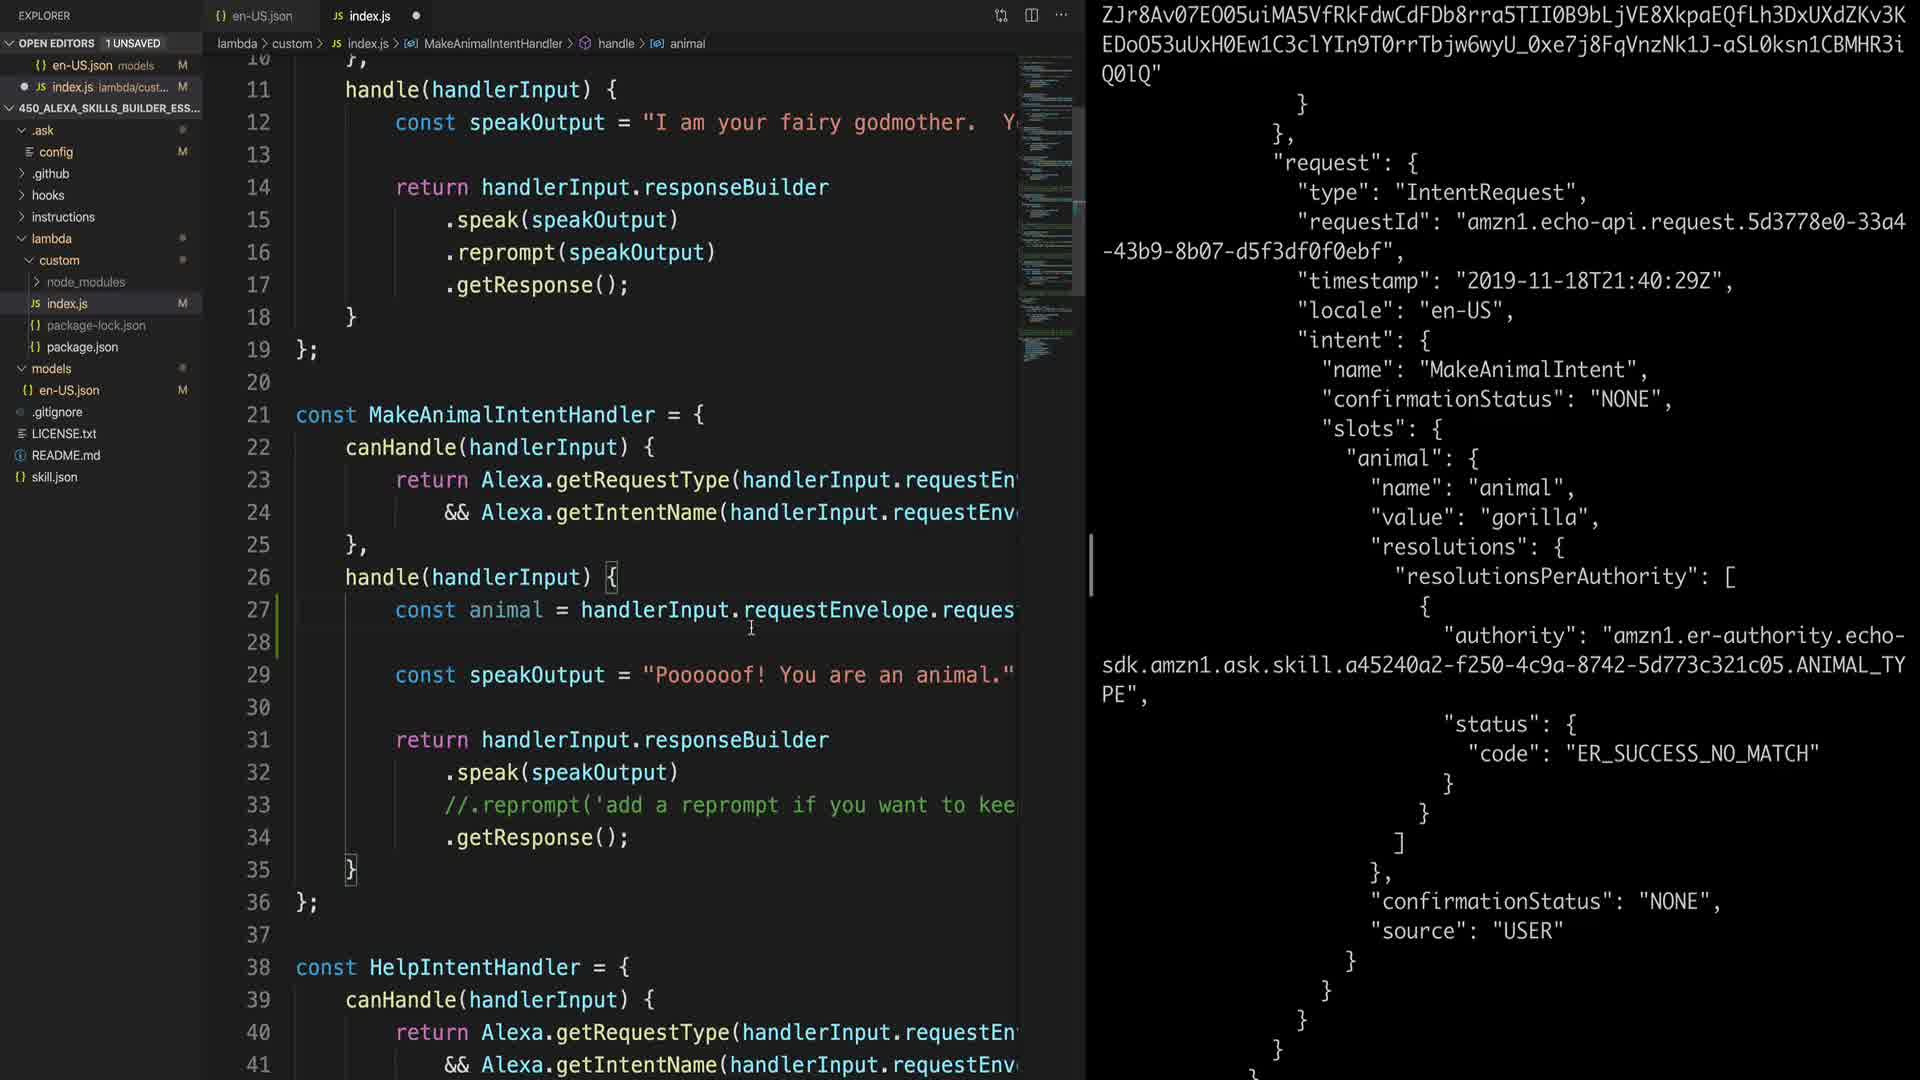 EXPLORER
OPEN EDITORS 1 UNSAVED
{} en-US.json models M
JS index.js lambda/cust... M
450_ALEXA_SKILLS_BUILDER_ESS...
.ask
config M
.github
hooks
instructions
lambda
custom
node_modules
JS index.js M
{} package-lock.json
{} package.json
models
{} en-US.json M
.gitignore
LICENSE.txt
README.md
{} skill.json
{} en-US.json
JS index.js
lambda > custom > JS index.js > MakeAnimalIntentHandler > handle > animal
10 },
11 handle(handlerInput) {
12 const speakOutput = "I am your fairy godmother. Y
13
14 return handlerInput.responseBuilder
15 .speak(speakOutput)
16 .reprompt(speakOutput)
17 .getResponse();
18 }
19 };
20
21 const MakeAnimalIntentHandler = {
22 canHandle(handlerInput) {
23 return Alexa.getRequestType(handlerInput.requestEn
24 && Alexa.getIntentName(handlerInput.requestEnv
25 },
26 handle(handlerInput) {
27 const animal = handlerInput.requestEnvelope.reques
28
29 const speakOutput = "Poooooof! You are an animal."
30
31 return handlerInput.responseBuilder
32 .speak(speakOutput)
33 //.reprompt('add a reprompt if you want to kee
34 .getResponse();
35 }
36 };
37
38 const HelpIntentHandler = {
39 canHandle(handlerInput) {
40 return Alexa.getRequestType(handlerInput.requestEn
41 && Alexa.getIntentName(handlerInput.requestEnv
ZJr8Av07EO05uiMA5VfRkFdwCdFDb8rra5TII0B9bLjVE8XkpaEQfLh3DxUXdZKv3K
EDoO53uUxH0Ew1C3clYIn9T0rrTbjw6wyU_0xe7j8FqVnzNk1J-aSL0ksn1CBMHR3i
Q0lQ"
}
},
"request": {
"type": "IntentRequest",
"requestId": "amzn1.echo-api.request.5d3778e0-33a4
-43b9-8b07-d5f3df0f0ebf",
"timestamp": "2019-11-18T21:40:29Z",
"locale": "en-US",
"intent": {
"name": "MakeAnimalIntent",
"confirmationStatus": "NONE",
"slots": {
"animal": {
"name": "animal",
"value": "gorilla",
"resolutions": {
"resolutionsPerAuthority": [
{
"authority": "amzn1.er-authority.echo-
sdk.amzn1.ask.skill.a45240a2-f250-4c9a-8742-5d773c321c05.ANIMAL_TY
PE",
"status": {
"code": "ER_SUCCESS_NO_MATCH"
}
}
]
},
"confirmationStatus": "NONE",
"source": "USER"
}
}
}
}
}